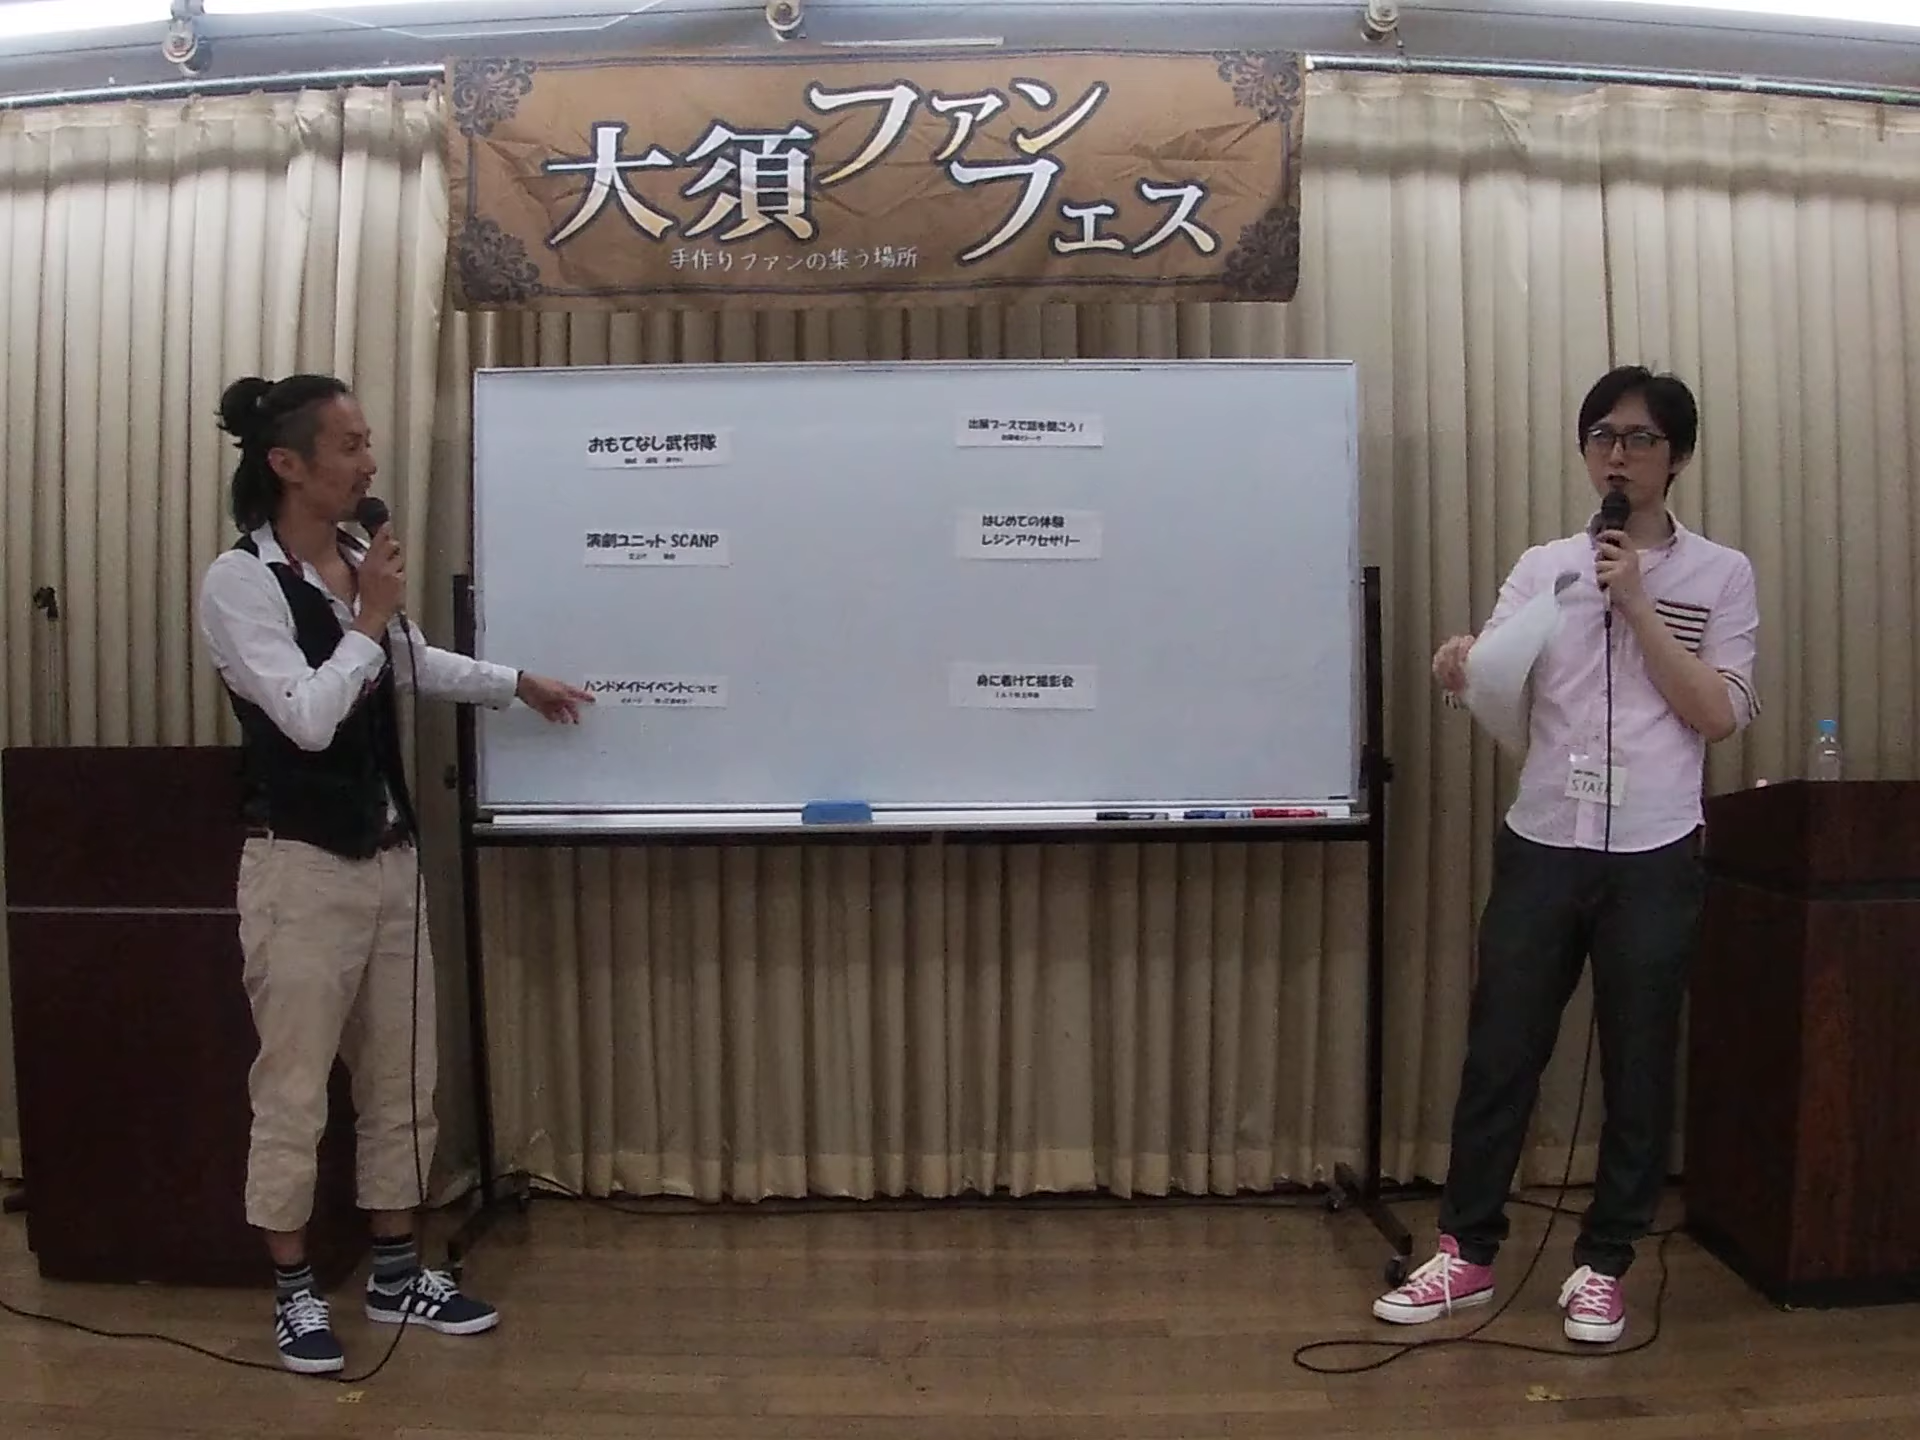 大須ファンフェス
手作りファンの集う場所
おもてなし武将隊
演劇ユニット SCANP
ハンドメイドイベントについて
出展ブースで話を聞こう！
はじめての体験
レジンアクセサリー
身に着けて撮影会
STAFF